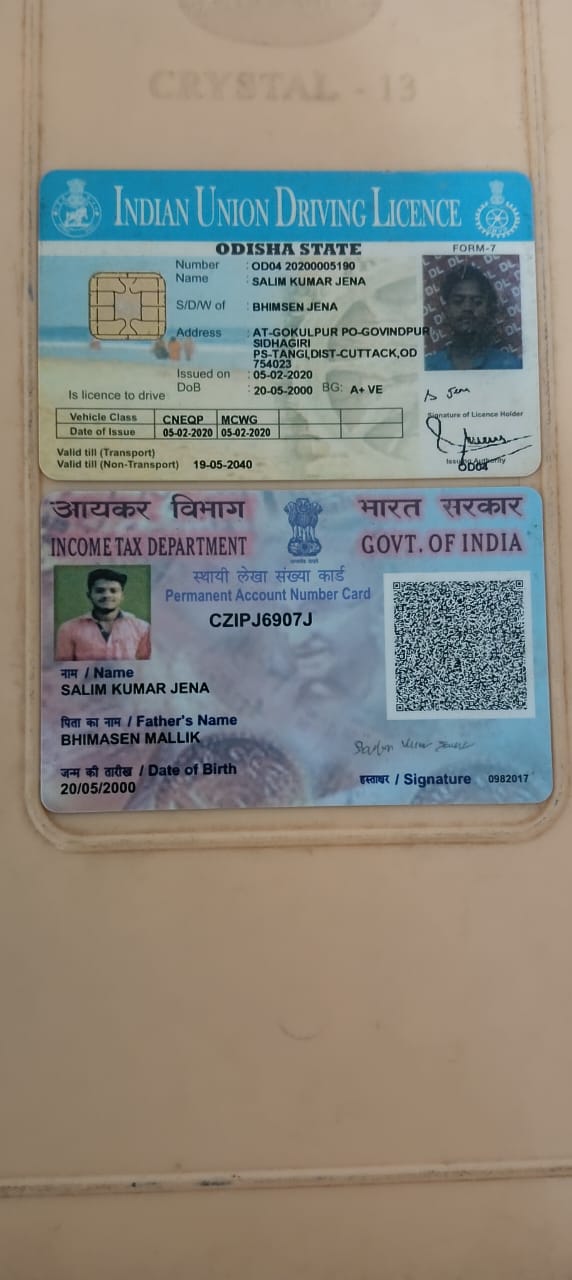 CRYSTAL - 13
INDIAN UNION DRIVING LICENCE
ODISHA STATE
FORM-7
Number : OD04 20200005190
Name : SALIM KUMAR JENA
S/D/W of : BHIMSEN JENA
Address : AT-GOKULPUR PO-GOVINDPUR
SIDHAGIRI
PS-TANGI,DIST-CUTTACK,OD
754023
Issued on : 05-02-2020
DoB : 20-05-2000 BG: A+ VE
Is licence to drive
Signature of Licence Holder
Vehicle Class CNEQP MCWG
Date of Issue 05-02-2020 05-02-2020
Valid till (Transport)
Valid till (Non-Transport) 19-05-2040
Issuing Authority
OD04
आयकर विभाग भारत सरकार
INCOME TAX DEPARTMENT GOVT. OF INDIA
स्थायी लेखा संख्या कार्ड
Permanent Account Number Card
CZIPJ6907J
नाम / Name
SALIM KUMAR JENA
पिता का नाम / Father's Name
BHIMASEN MALLIK
जन्म की तारीख / Date of Birth
20/05/2000
हस्ताक्षर / Signature 0982017